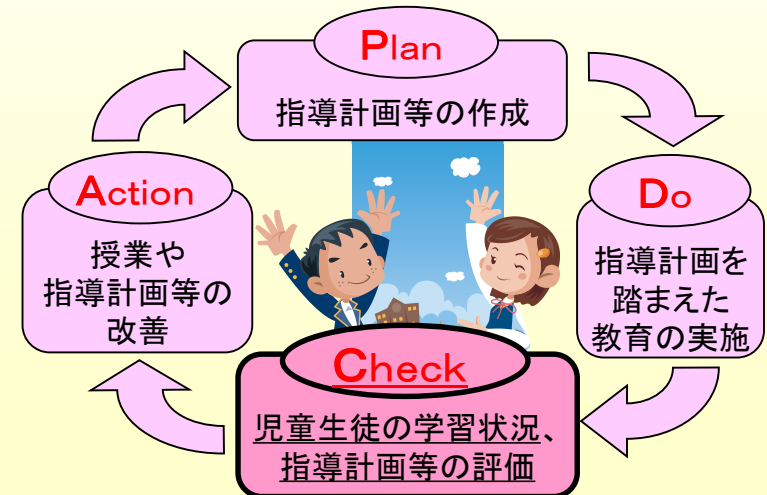 Plan
指導計画等の作成
Do
指導計画を
踏まえた
教育の実施
Check
児童生徒の学習状況、
指導計画等の評価
Action
授業や
指導計画等の
改善